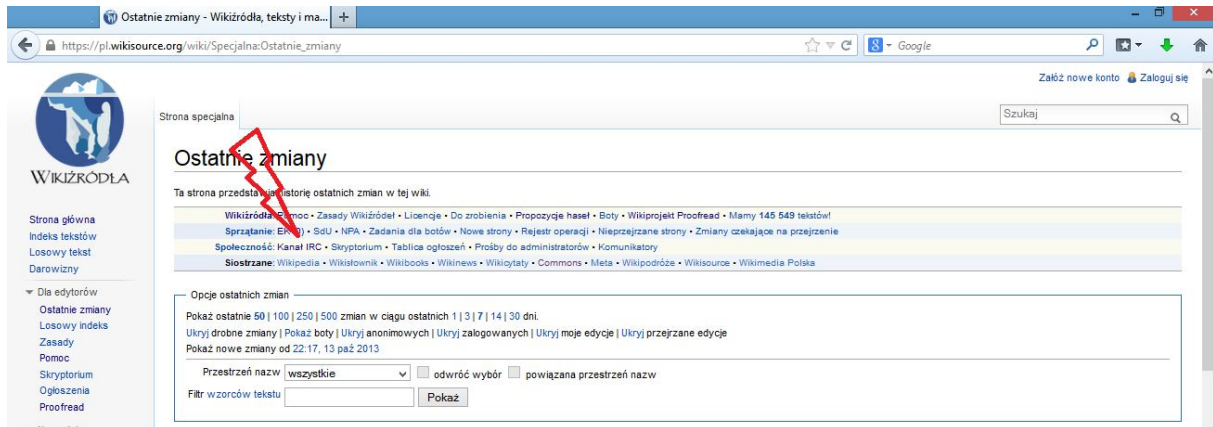 Ostatnie zmiany - Wikiźródła, teksty i ma...
https://pl.wikisource.org/wiki/Specjalna:Ostatnie_zmiany
Google
Załóż nowe konto Zaloguj się
Strona specjalna
Szukaj
WIKIŹRÓDŁA
Ostatnie zmiany
Ta strona przedstawia historię ostatnich zmian w tej wiki.
Wikiźródła: Pomoc • Zasady Wikiźródeł • Licencje • Do zrobienia • Propozycje haseł • Boty • Wikiprojekt Proofread • Mamy 145 549 tekstów!
Sprzątanie: • SdU • NPA • Zadania dla botów • Nowe strony • Rejestr operacji • Nieprzejrzane strony • Zmiany czekające na przejrzenie
Społeczność: Kanał IRC • Skryptorium • Tablica ogłoszeń • Prośby do administratorów • Komunikatory
Siostrzane: Wikipedia • Wikisłownik • Wikibooks • Wikinews • Wikicytaty • Commons • Meta • Wikipodróże • Wikisource • Wikimedia Polska
Strona główna
Indeks tekstów
Losowy tekst
Darowizny
Dla edytorów
Ostatnie zmiany
Losowy indeks
Zasady
Pomoc
Skryptorium
Ogłoszenia
Proofread
Opcje ostatnich zmian
Pokaż ostatnie 50 | 100 | 250 | 500 zmian w ciągu ostatnich 1 | 3 | 7 | 14 | 30 dni.
Ukryj drobne zmiany | Pokaż boty | Ukryj anonimowych | Ukryj zalogowanych | Ukryj moje edycje | Ukryj przejrzane edycje
Pokaż nowe zmiany od 22:17, 13 paź 2013
Przestrzeń nazw wszystkie odwróć wybór powiązana przestrzeń nazw
Filtr wzorców tekstu Pokaż